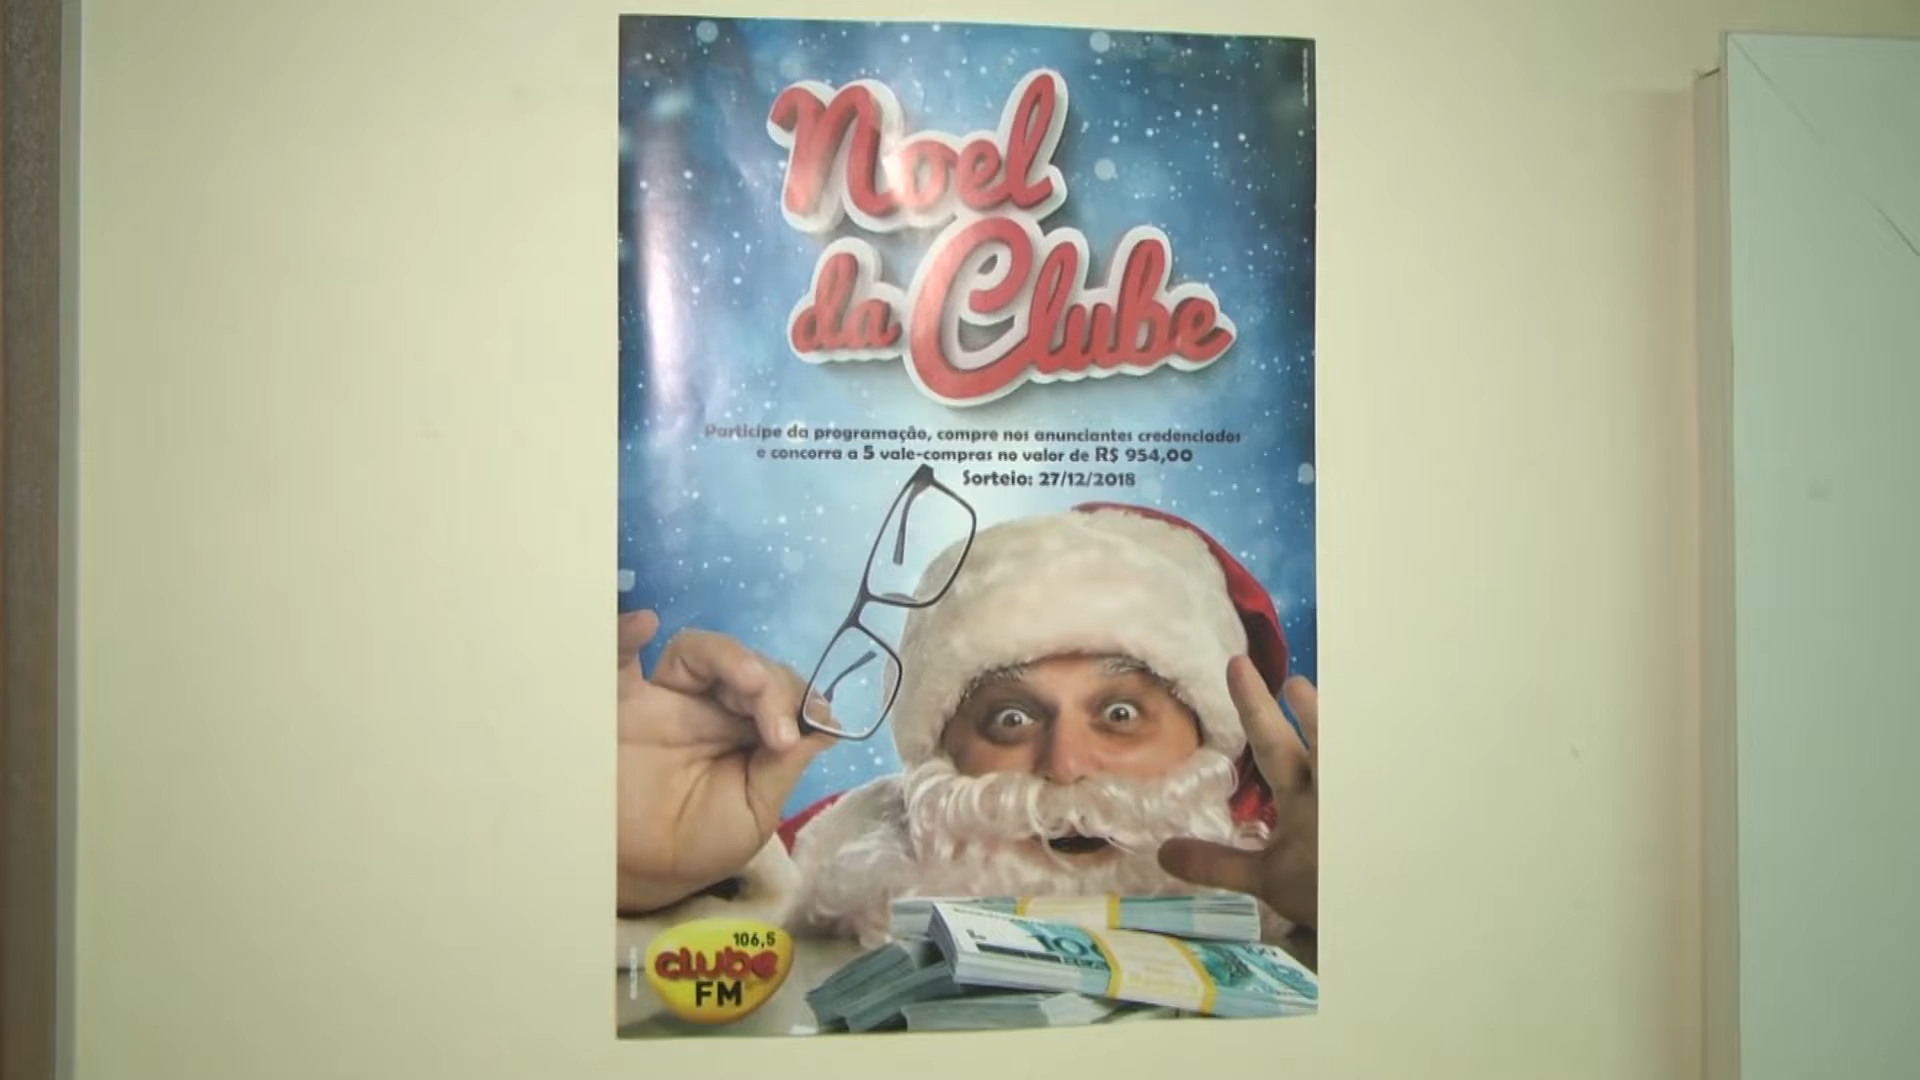 Noel
da Clube
Participe da programação, compre nos anunciantes credenciados
e concorra a 5 vale-compras no valor de R$ 954,00
Sorteio: 27/12/2018
106,5
clube
FM
100